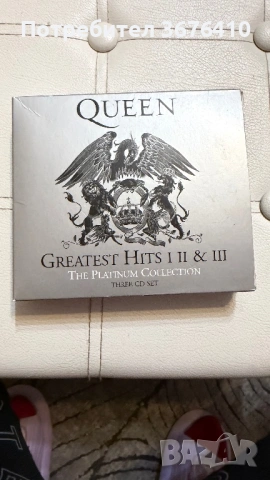 Потребител 3676410
QUEEN
GREATEST HITS I II & III
THE PLATINUM COLLECTION
THREE CD SET
bazar